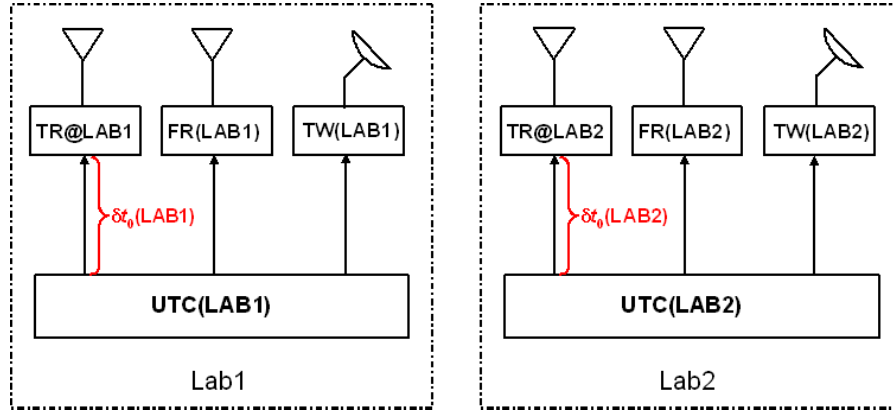 TR@LAB1 FR(LAB1) TW(LAB1)
δt₀(LAB1)
UTC(LAB1)
Lab1
TR@LAB2 FR(LAB2) TW(LAB2)
δt₀(LAB2)
UTC(LAB2)
Lab2